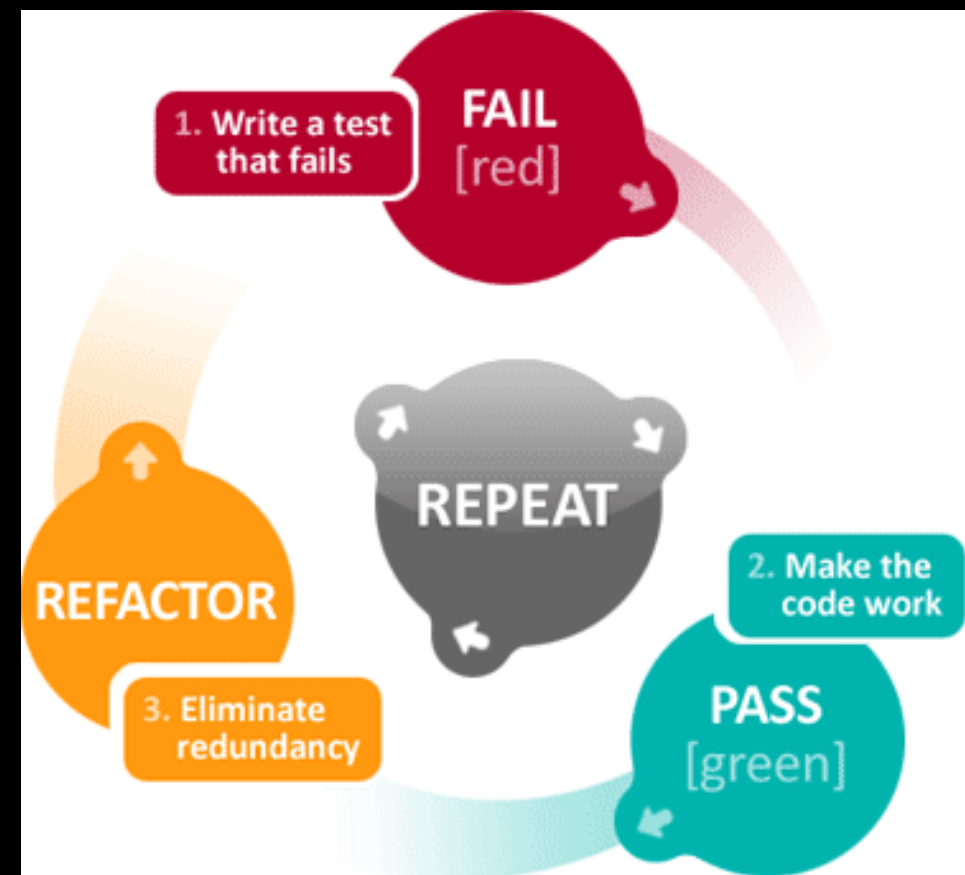 FAIL
[red]
1. Write a test
that fails
REPEAT
2. Make the
code work
PASS
[green]
REFACTOR
3. Eliminate
redundancy